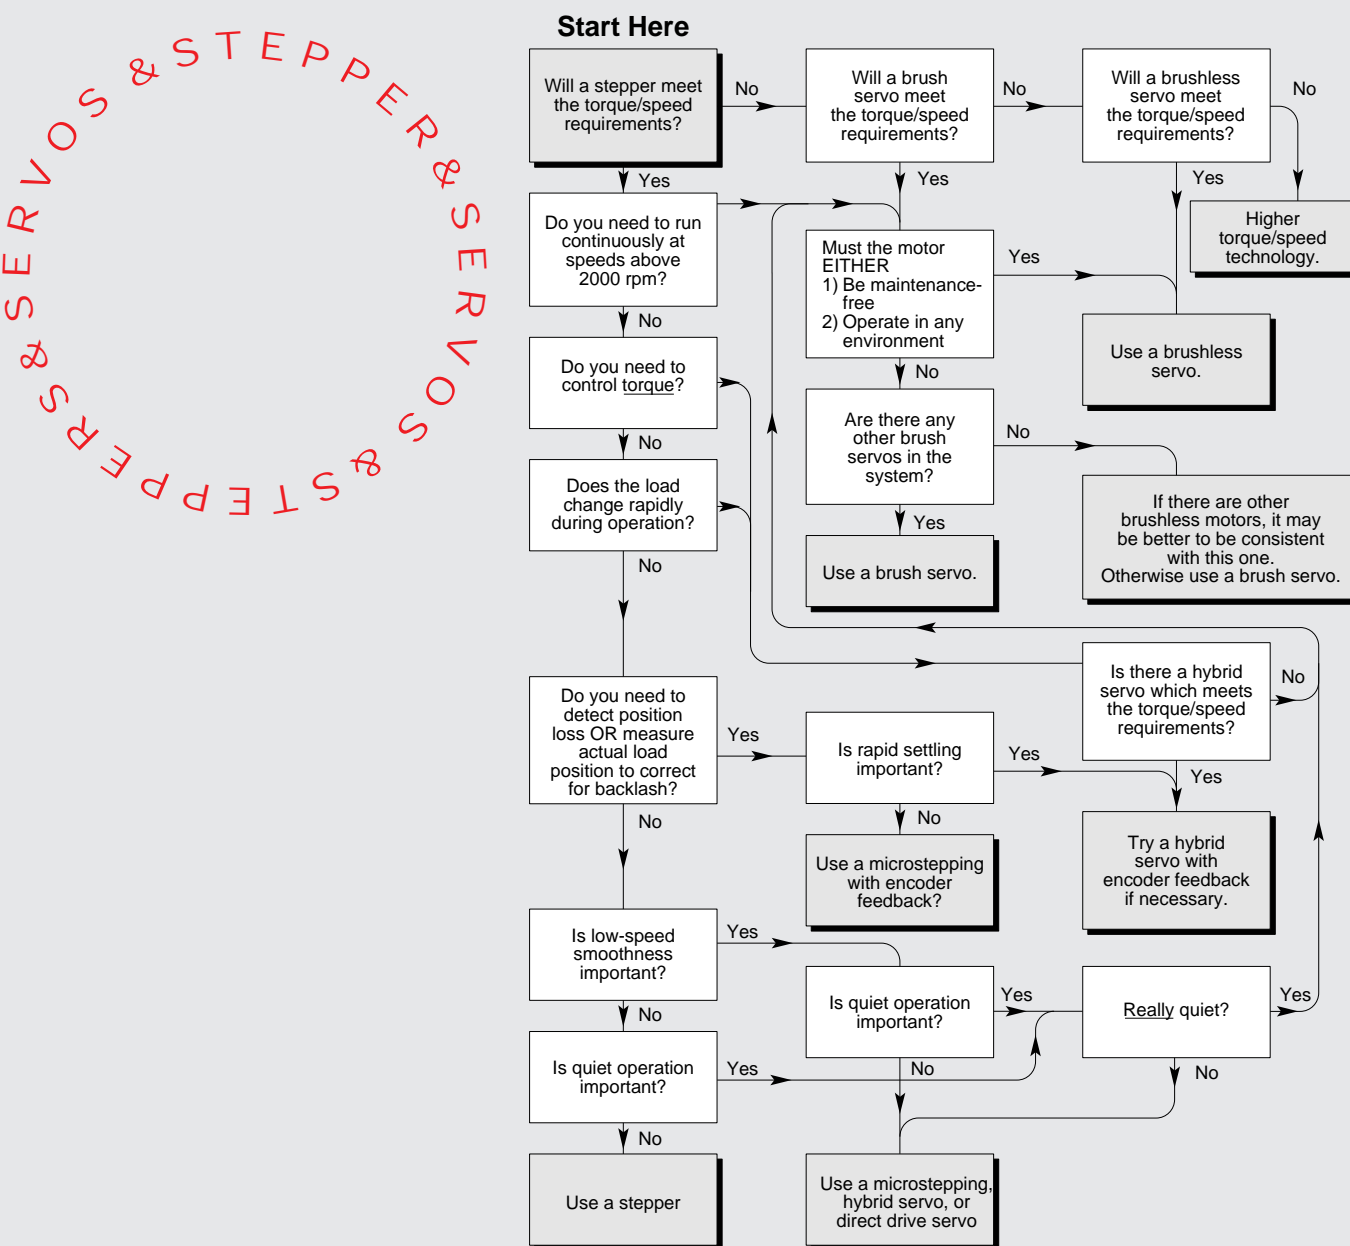 SERVOS & STEPPER & SERVOS & STEPPERS &
Start Here
Will a stepper meet
the torque/speed
requirements?
No
Will a brush
servo meet
the torque/speed
requirements?
No
Will a brushless
servo meet
the torque/speed
requirements?
No
Yes
Yes
Yes
Higher
torque/speed
technology.
Do you need to run
continuously at
speeds above
2000 rpm?
Must the motor
EITHER
1) Be maintenance-
free
2) Operate in any
environment
Yes
Use a brushless
servo.
No
No
Do you need to
control torque?
Are there any
other brush
servos in the
system?
No
If there are other
brushless motors, it may
be better to be consistent
with this one.
Otherwise use a brush servo.
No
Does the load
change rapidly
during operation?
Yes
Use a brush servo.
No
Is there a hybrid
servo which meets
the torque/speed
requirements?
No
Do you need to
detect position
loss OR measure
actual load
position to correct
for backlash?
Yes
Is rapid settling
important?
Yes
Yes
No
No
Use a microstepping
with encoder
feedback?
Try a hybrid
servo with
encoder feedback
if necessary.
Is low-speed
smoothness
important?
Yes
Is quiet operation
important?
Yes
Really quiet?
Yes
No
Is quiet operation
important?
Yes
No
No
No
Use a stepper
Use a microstepping,
hybrid servo, or
direct drive servo